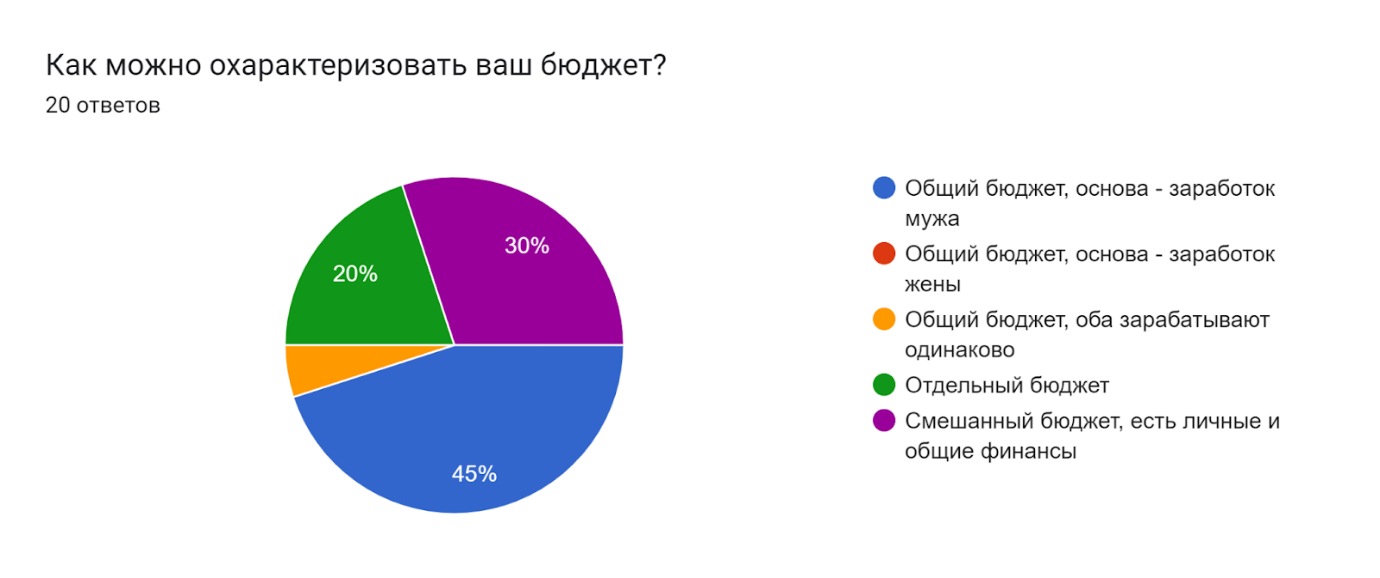 Как можно охарактеризовать ваш бюджет?
20 ответов
30%
20%
45%
Общий бюджет, основа - заработок
мужа
Общий бюджет, основа - заработок
жены
Общий бюджет, оба зарабатывают
одинаково
Отдельный бюджет
Смешанный бюджет, есть личные и
общие финансы